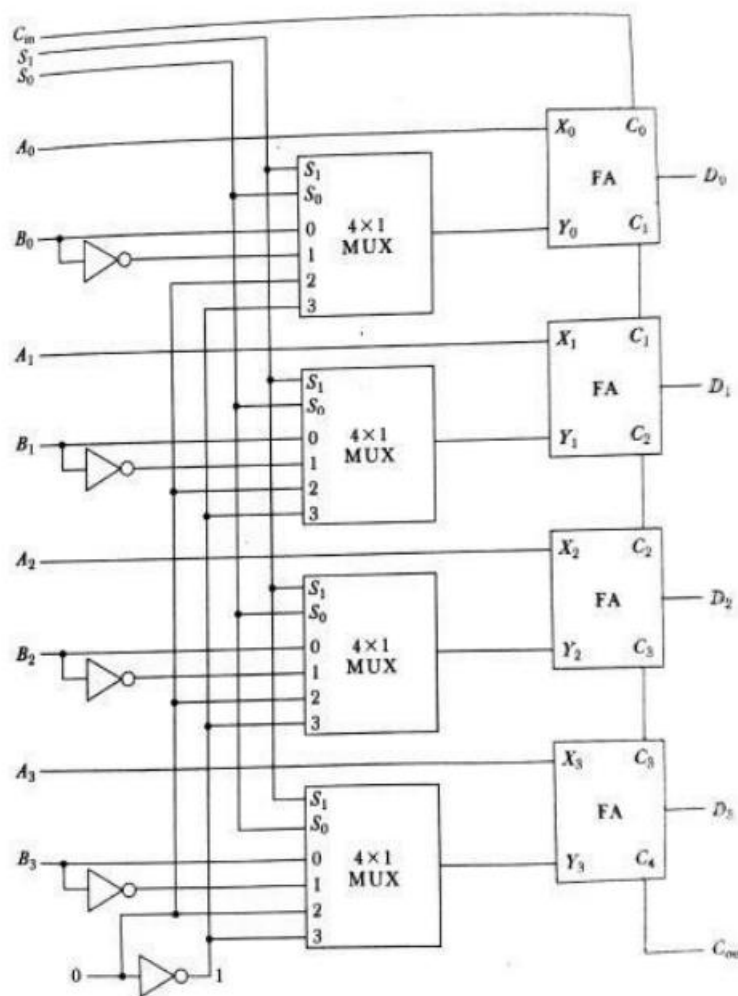 C_in
S_1
S_0
A_0
X_0 C_0
FA
D_0
S_1
S_0
4×1
MUX
B_0
0
1
2
3
Y_0 C_1
A_1
X_1 C_1
FA
D_1
S_1
S_0
4×1
MUX
B_1
0
1
2
3
Y_1 C_2
A_2
X_2 C_2
FA
D_2
S_1
S_0
4×1
MUX
B_2
0
1
2
3
Y_2 C_3
A_3
X_3 C_3
FA
D_3
S_1
S_0
4×1
MUX
B_3
0
1
2
3
Y_3 C_4
0
1